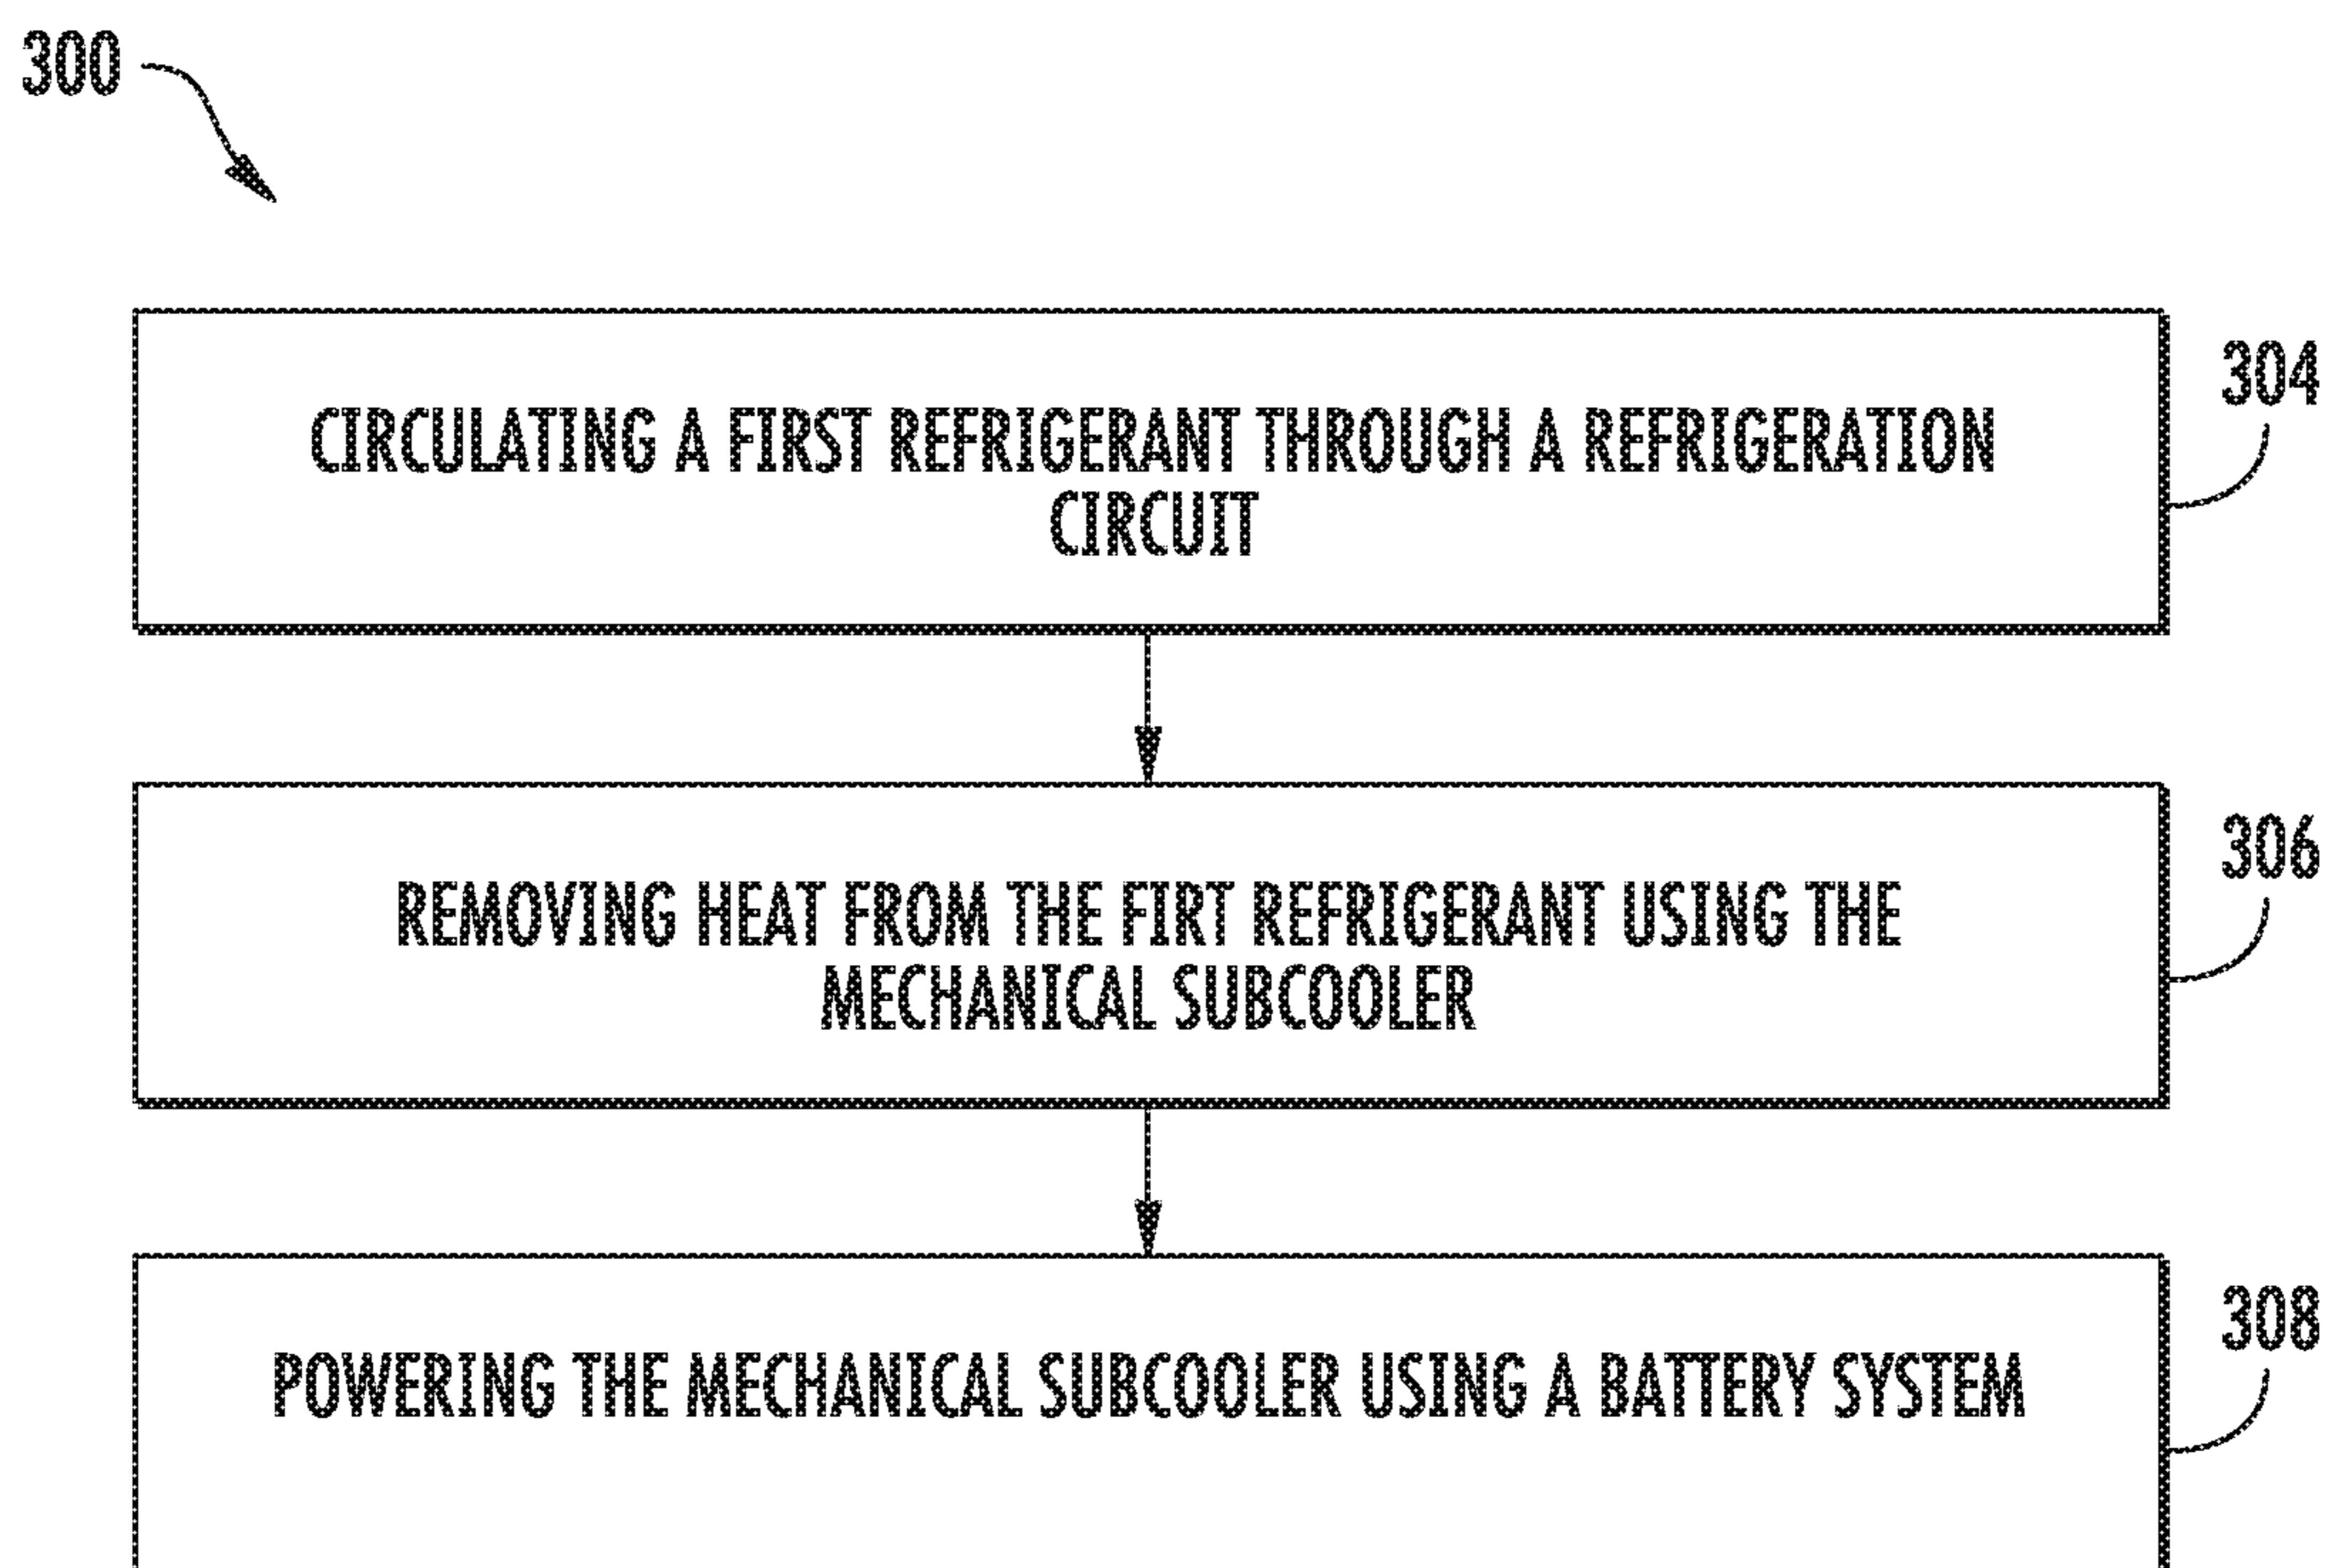 300
304
CIRCULATING A FIRST REFRIGERANT THROUGH A REFRIGERATION
CIRCUIT
306
REMOVING HEAT FROM THE FIRT REFRIGERANT USING THE
MECHANICAL SUBCOOLER
308
POWERING THE MECHANICAL SUBCOOLER USING A BATTERY SYSTEM